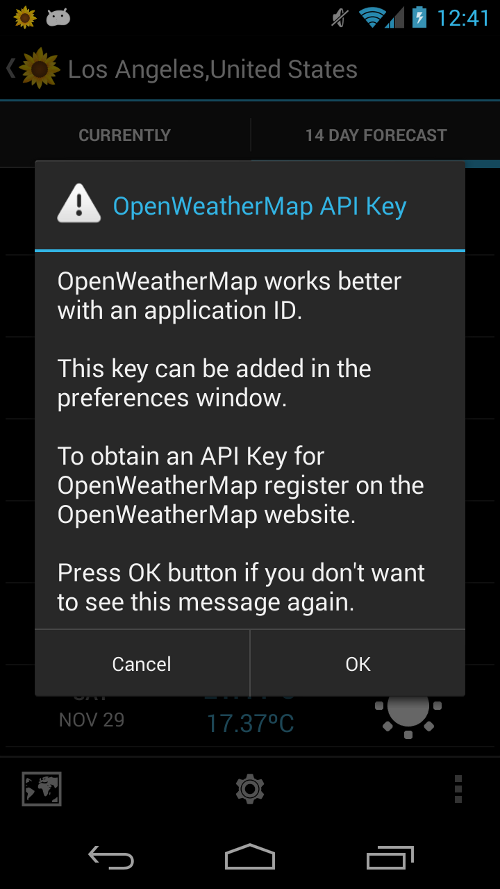 12:41
Los Angeles,United States
CURRENTLY
14 DAY FORECAST
OpenWeatherMap API Key
OpenWeatherMap works better
with an application ID.
This key can be added in the
preferences window.
To obtain an API Key for
OpenWeatherMap register on the
OpenWeatherMap website.
Press OK button if you don't want
to see this message again.
Cancel
OK
NOV 29
17.37ºC